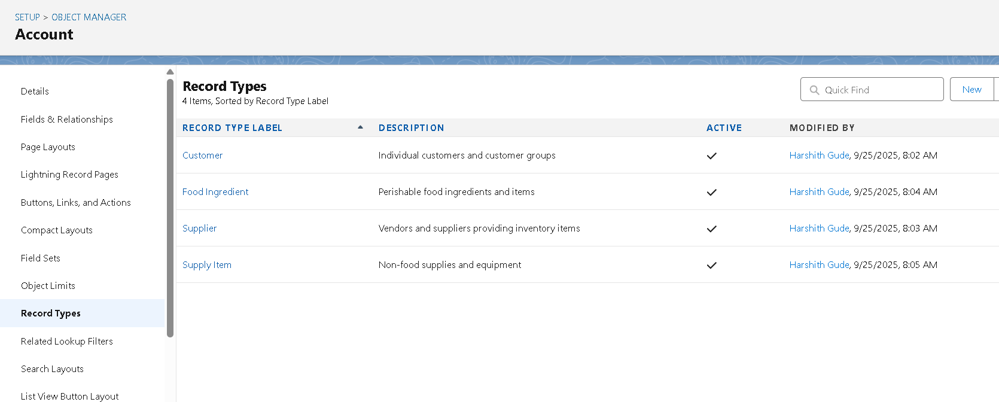 SETUP > OBJECT MANAGER
Account
Details
Fields & Relationships
Page Layouts
Lightning Record Pages
Buttons, Links, and Actions
Compact Layouts
Field Sets
Object Limits
Record Types
Related Lookup Filters
Search Layouts
List View Button Layout
Record Types
4 Items, Sorted by Record Type Label
Quick Find
New
RECORD TYPE LABEL DESCRIPTION ACTIVE MODIFIED BY
Customer Individual customers and customer groups Harshith Gude, 9/25/2025, 8:02 AM
Food Ingredient Perishable food ingredients and items Harshith Gude, 9/25/2025, 8:04 AM
Supplier Vendors and suppliers providing inventory items Harshith Gude, 9/25/2025, 8:03 AM
Supply Item Non-food supplies and equipment Harshith Gude, 9/25/2025, 8:05 AM